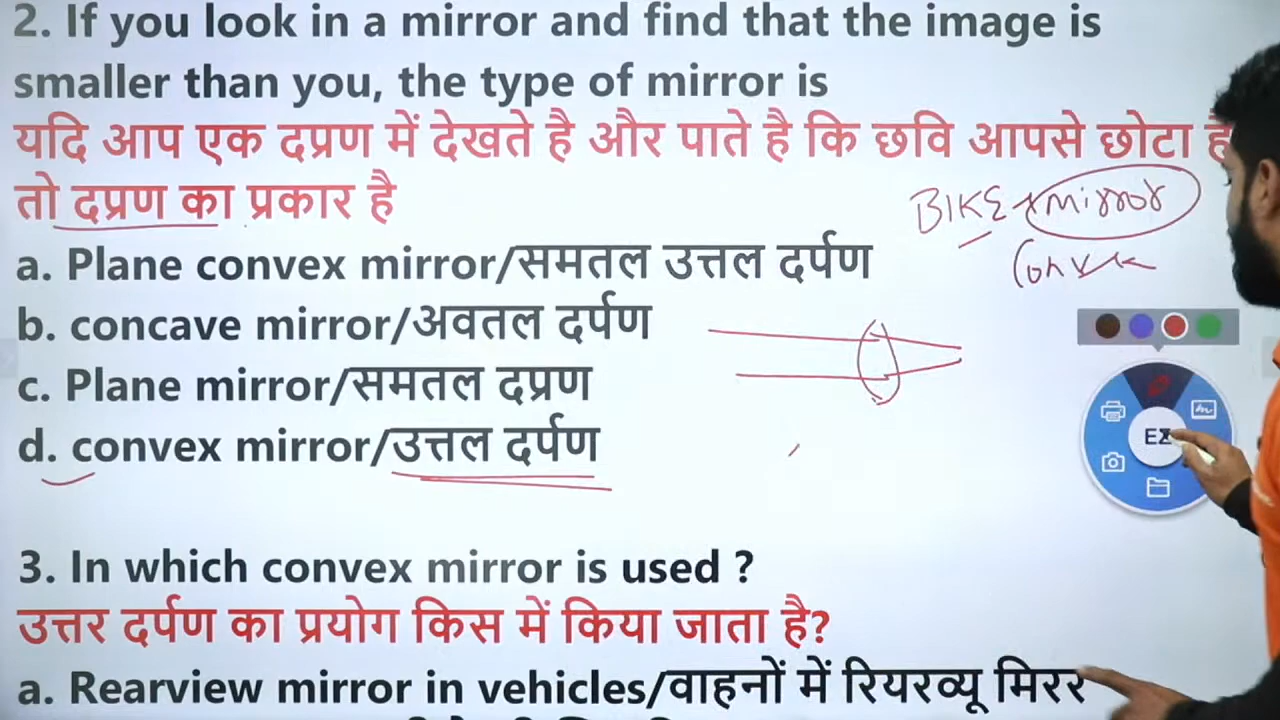 2. If you look in a mirror and find that the image is
smaller than you, the type of mirror is
यदि आप एक दप्रण में देखते है और पाते है कि छवि आपसे छोटा है
तो दप्रण का प्रकार है
BIKE mirror
Convex
a. Plane convex mirror/समतल उत्तल दर्पण
b. concave mirror/अवतल दर्पण
c. Plane mirror/समतल दप्रण
d. convex mirror/उत्तल दर्पण
3. In which convex mirror is used ?
उत्तर दर्पण का प्रयोग किस में किया जाता है?
a. Rearview mirror in vehicles/वाहनों में रियरव्यू मिरर